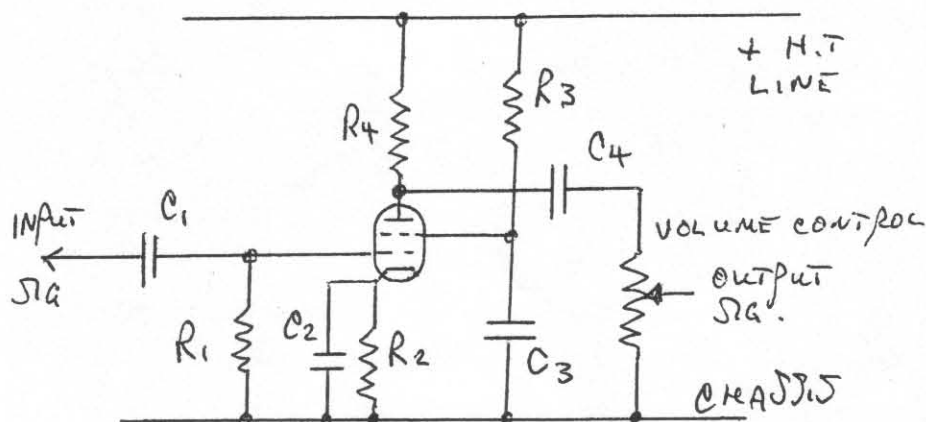 + H.T
LINE
R4
R3
C4
C1
INPUT
SIG
VOLUME CONTROL
OUTPUT
SIG.
R1
C2
R2
C3
CHASSIS